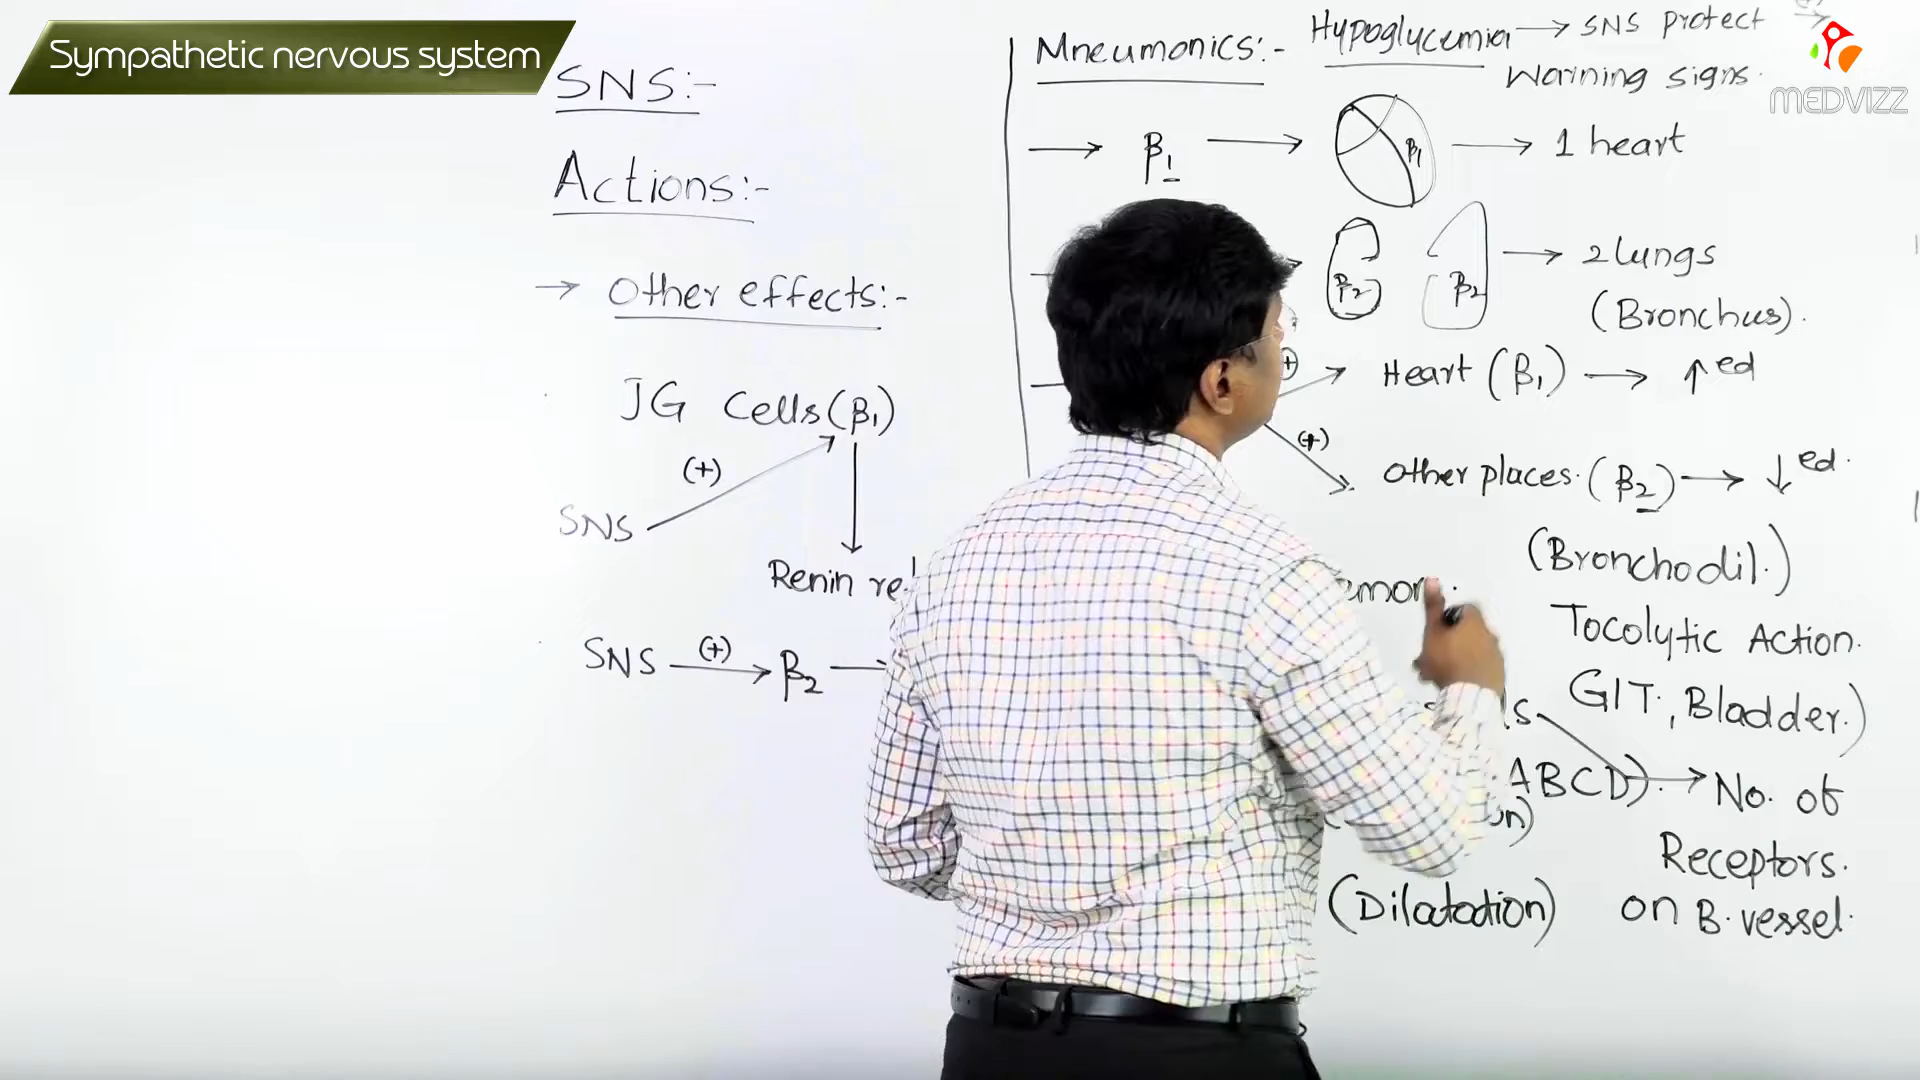 Sympathetic nervous system
SNS:-
Actions:-
→ Other effects:-
JG Cells (β1)
(+)
SNS
Renin
SNS (+)→ β2 →
Mneumonics:-
Hypoglycemia → SNS protect →
Warning signs.
MEDVIZZ
→ β1 → β1 → 1 heart
β2 β2 → 2 lungs
(Bronchus).
(+) Heart (β1) → ↑ed
(+) Other places. (β2) → ↓ed.
(Bronchodil.)
Tocolytic Action.
GIT, Bladder.)
ABCD). → No. of
Receptors.
on B. vessel.
(Dilatation)